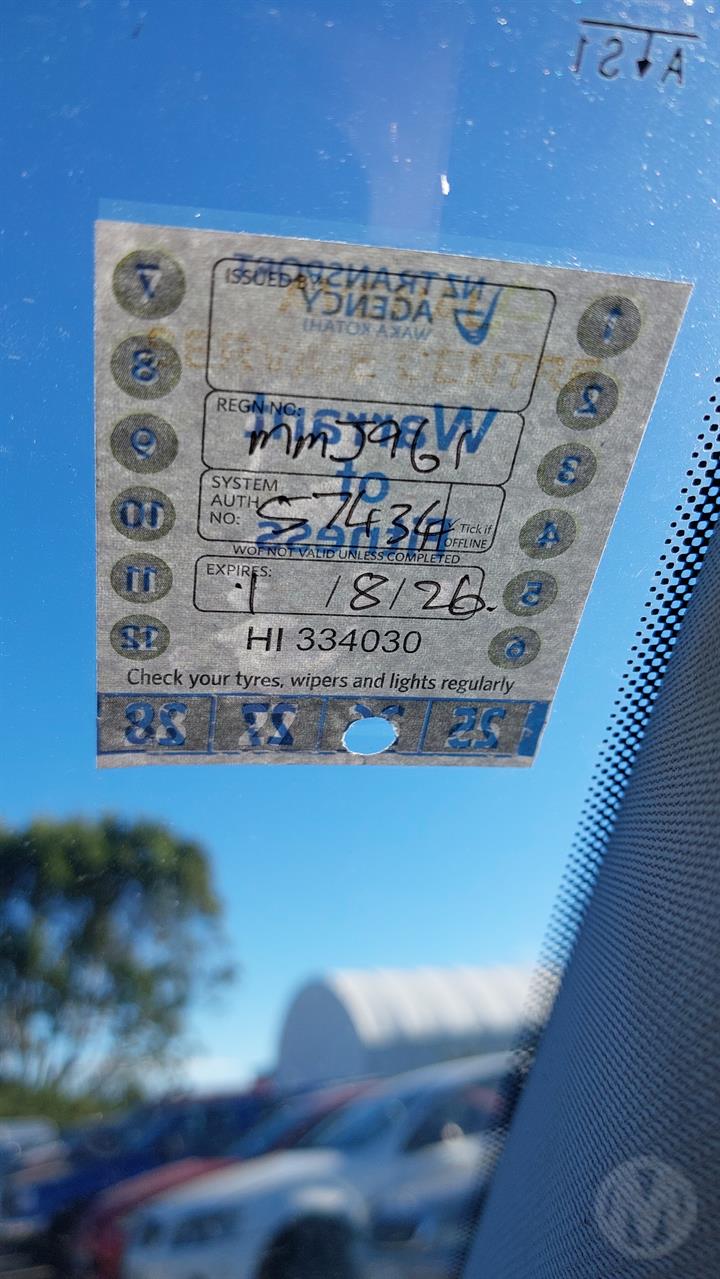 A↓S1
ISSUED BY:
NZ TRANSPORT
AGENCY
WAKA KOTAHI
REGN NO:
mmJ961
Warrant
of
Fitness
SYSTEM
AUTH
NO:
57434
Tick if
OFFLINE
WOF NOT VALID UNLESS COMPLETED
EXPIRES:
1 /8/26.
HI 334030
Check your tyres, wipers and lights regularly
7
8
9
10
11
12
1
2
3
4
5
6
28 27 25
M